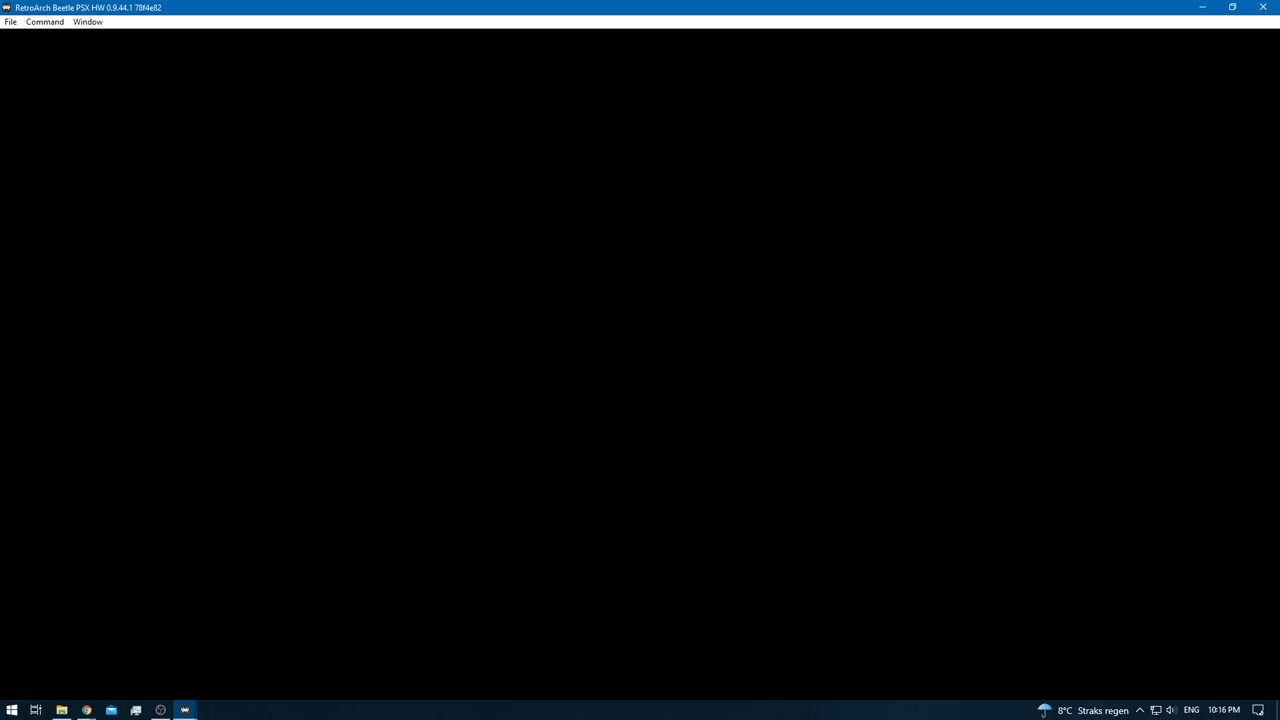 RetroArch Beetle PSX HW 0.9.44.1 78f4e82
File Command Window
8°C Straks regen ENG 10:16 PM